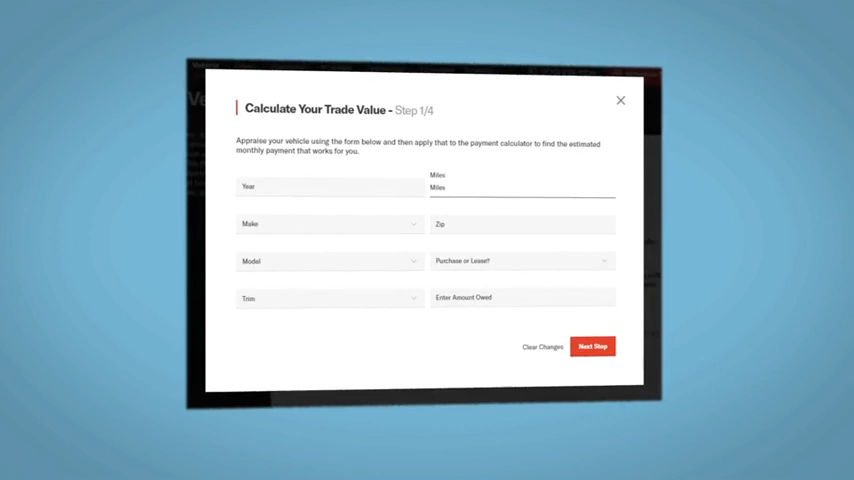 Calculate Your Trade Value - Step 1/4
Appraise your vehicle using the form below and then apply that to the payment calculator to find the estimated
monthly payment that works for you.
Miles
Year
Miles
Make
Zip
Model
Purchase or Lease?
Trim
Enter Amount Owed
Clear Changes
Next Step